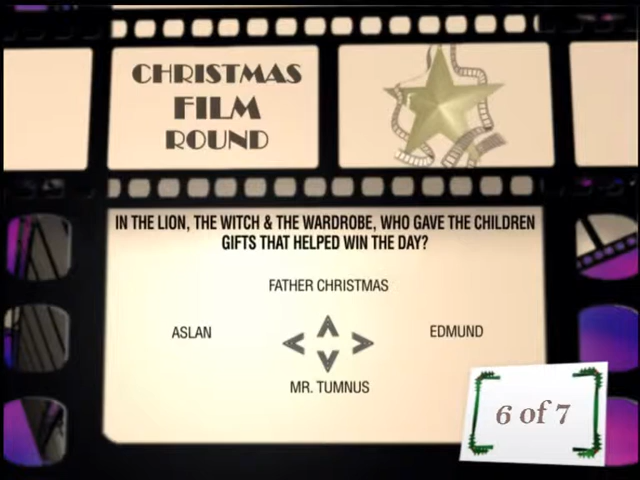 CHRISTMAS
FILM
ROUND
IN THE LION, THE WITCH & THE WARDROBE, WHO GAVE THE CHILDREN
GIFTS THAT HELPED WIN THE DAY?
FATHER CHRISTMAS
ASLAN
EDMUND
MR. TUMNUS
6 of 7